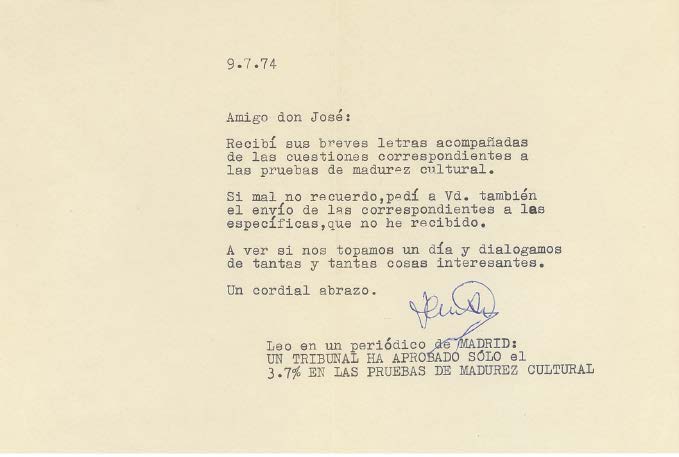 9.7.74
Amigo don José:
Recibí sus breves letras acompañadas
de las cuestiones correspondientes a
las pruebas de madurez cultural.
Si mal no recuerdo,pedí a Vd. también
el envío de las correspondientes a las
específicas,que no he recibido.
A ver si nos topamos un día y dialogamos
de tantas y tantas cosas interesantes.
Un cordial abrazo.
Leo en un periódico de MADRID:
UN TRIBUNAL HA APROBADO SÓLO el
3.7% EN LAS PRUEBAS DE MADUREZ CULTURAL